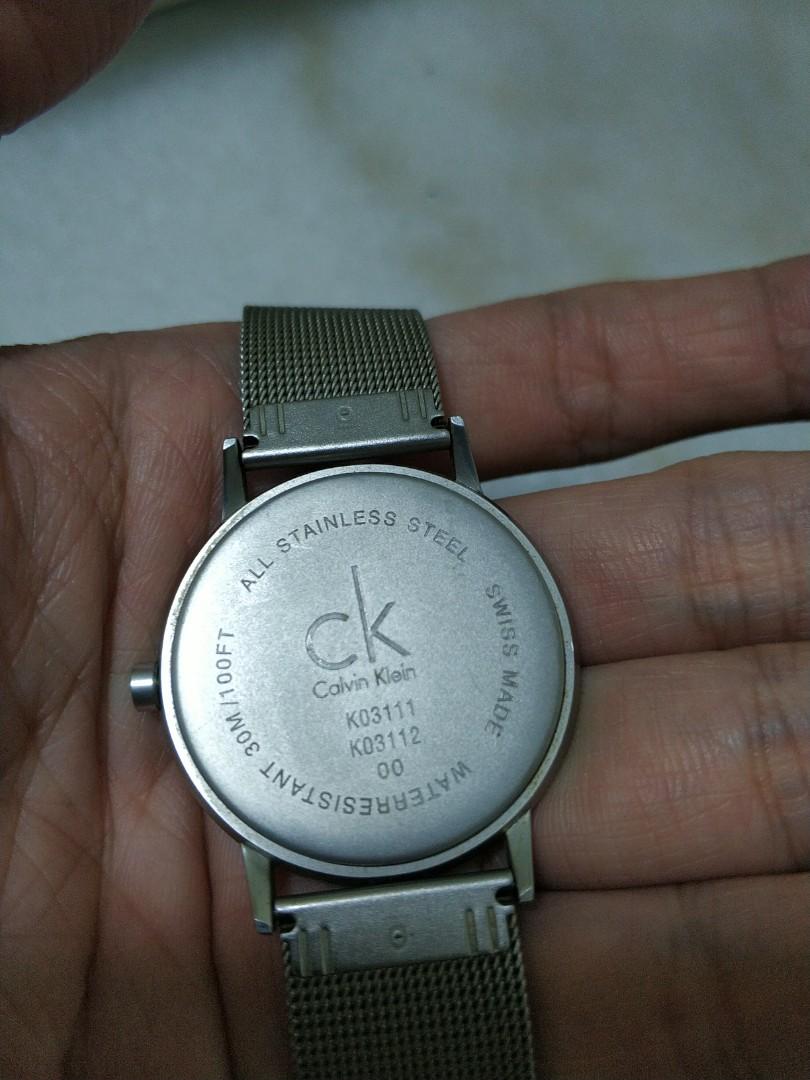 ALL STAINLESS STEEL
SWISS MADE
WATERRESISTANT 30M/100FT
ck
Calvin Klein
K03111
K03112
00